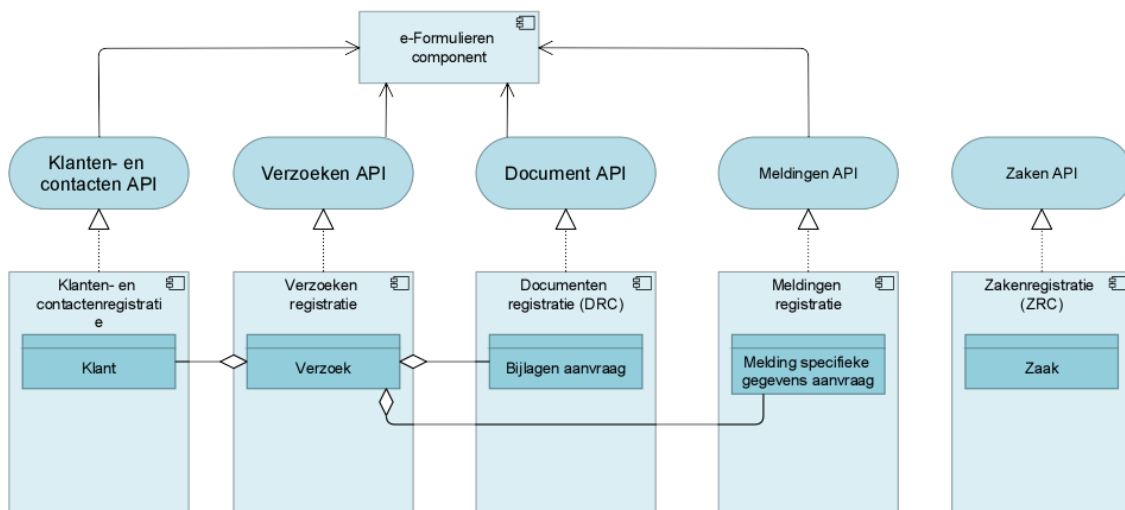 e-Formulieren
component
Klanten- en
contacten API
Verzoeken API
Document API
Meldingen API
Zaken API
Klanten- en
contactenregistrati
e
Verzoeken
registratie
Documenten
registratie (DRC)
Meldingen
registratie
Zakenregistratie
(ZRC)
Klant
Verzoek
Bijlagen aanvraag
Melding specifieke
gegevens aanvraag
Zaak